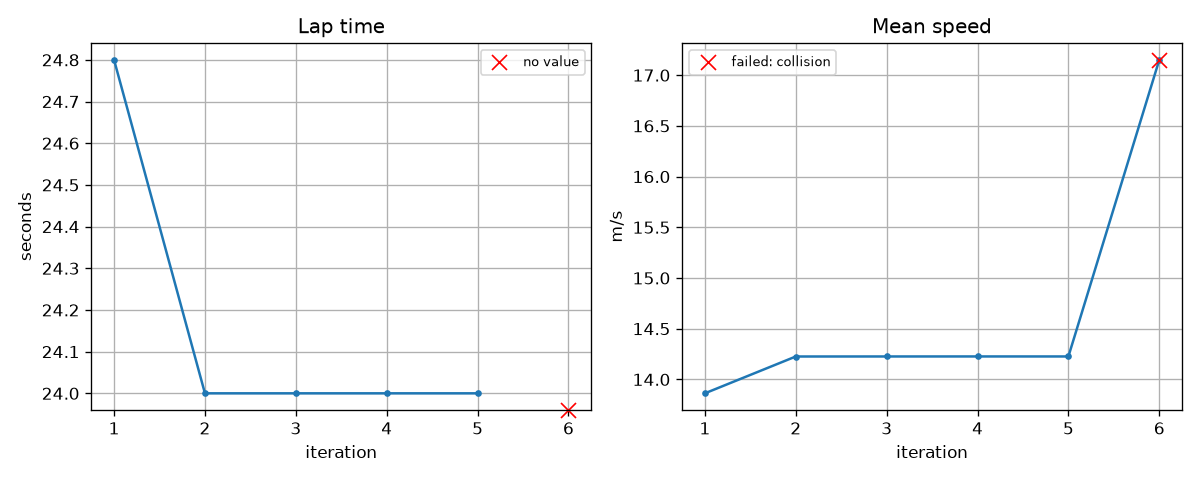 Lap time
24.8
24.7
24.6
24.5
24.4
24.3
24.2
24.1
24.0
seconds
no value
1 2 3 4 5 6
iteration
Mean speed
17.0
16.5
16.0
15.5
15.0
14.5
14.0
m/s
failed: collision
1 2 3 4 5 6
iteration